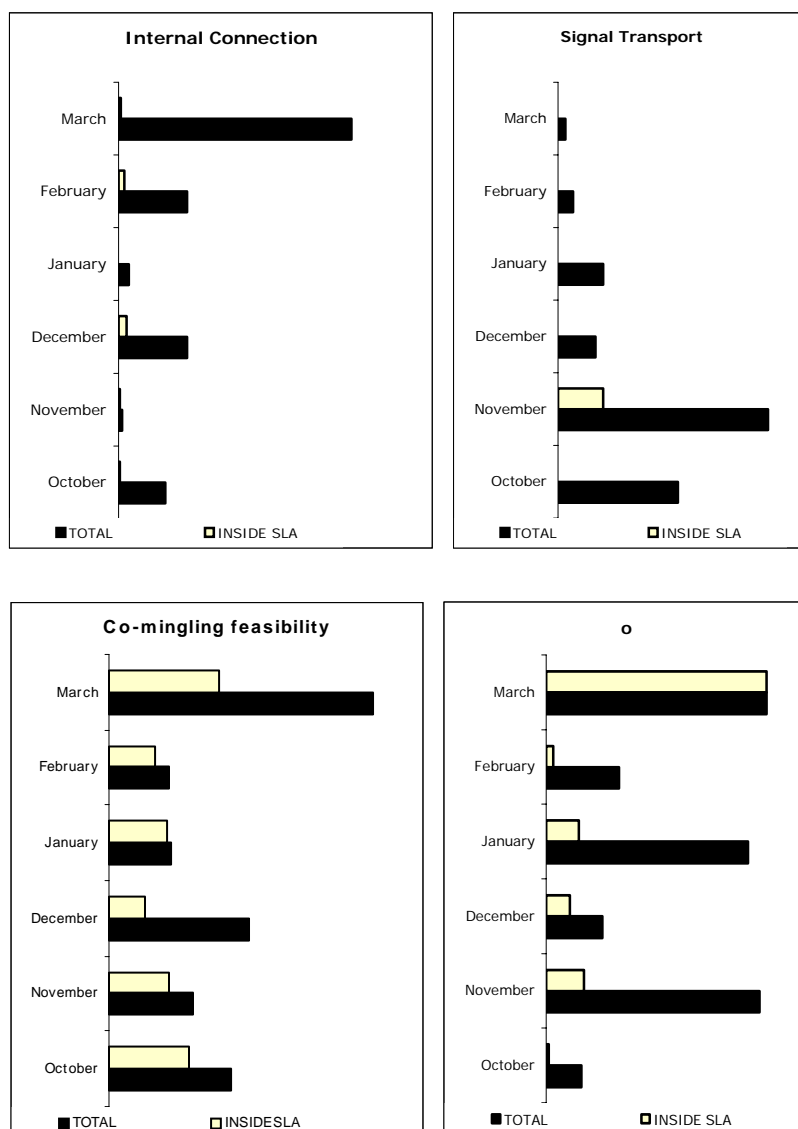 Internal Connection
March
February
January
December
November
October
TOTAL INSIDE SLA
Signal Transport
March
February
January
December
November
October
TOTAL INSIDE SLA
Co-mingling feasibility
March
February
January
December
November
October
TOTAL INSIDESLA
o
March
February
January
December
November
October
TOTAL INSIDE SLA